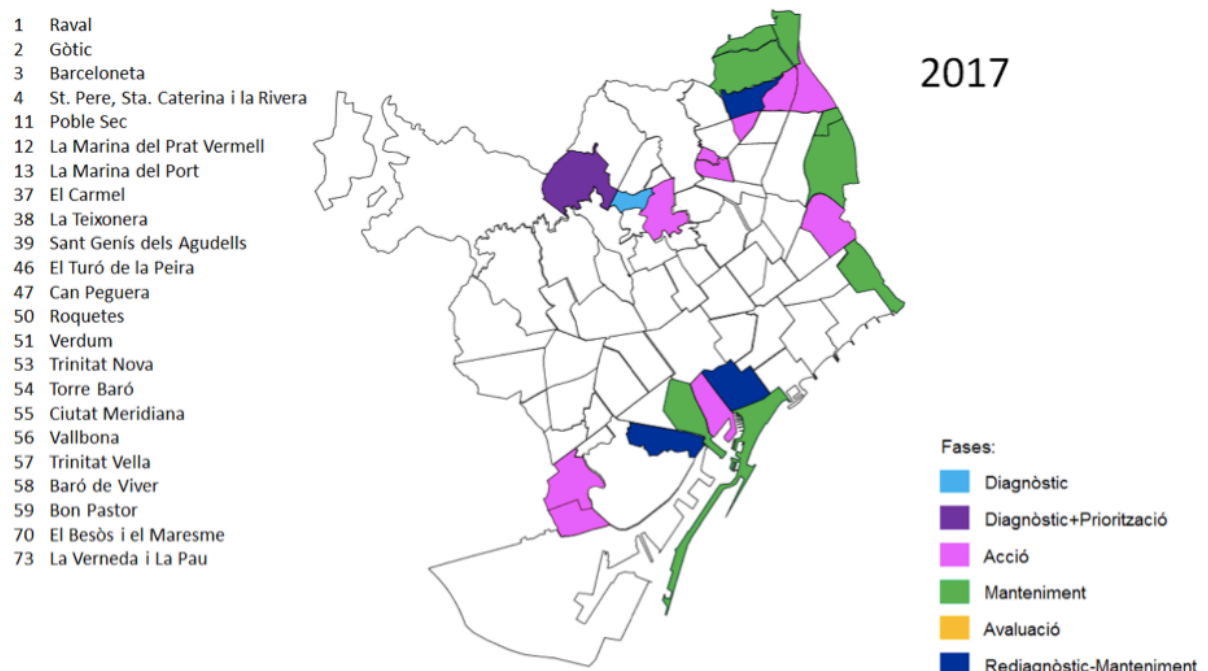 1 Raval
2 Gòtic
3 Barceloneta
4 St. Pere, Sta. Caterina i la Rivera
11 Poble Sec
12 La Marina del Prat Vermell
13 La Marina del Port
37 El Carmel
38 La Teixonera
39 Sant Genís dels Agudells
46 El Turó de la Peira
47 Can Peguera
50 Roquetes
51 Verdum
53 Trinitat Nova
54 Torre Baró
55 Ciutat Meridiana
56 Vallbona
57 Trinitat Vella
58 Baró de Viver
59 Bon Pastor
70 El Besòs i el Maresme
73 La Verneda i La Pau
2017
Fases:
Diagnòstic
Diagnòstic+Priorització
Acció
Manteniment
Avaluació
Rediagnòstic-Manteniment